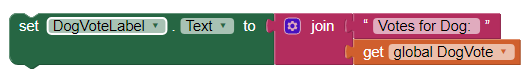 set DogVoteLabel . Text to join “ Votes for Dog: ”
get global DogVote